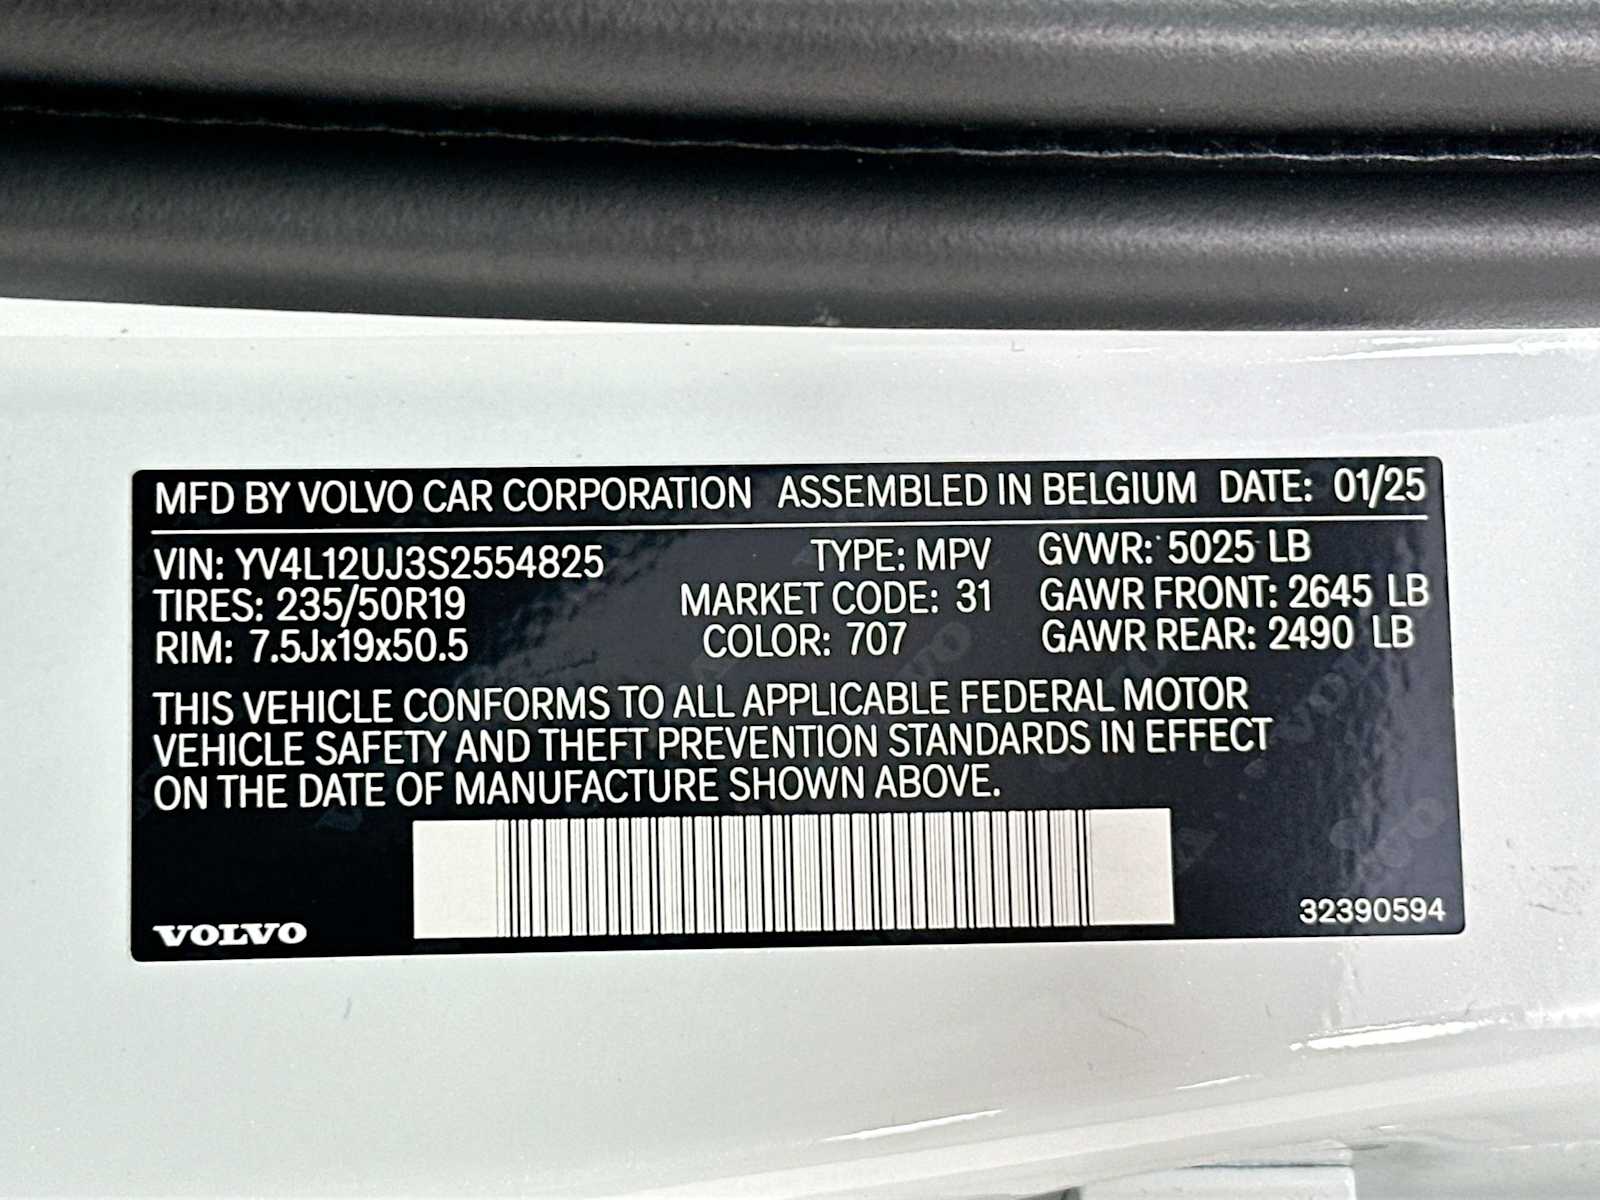 MFD BY VOLVO CAR CORPORATION ASSEMBLED IN BELGIUM DATE: 01/25
VIN: YV4L12UJ3S2554825 TYPE: MPV GVWR: 5025 LB
TIRES: 235/50R19 MARKET CODE: 31 GAWR FRONT: 2645 LB
RIM: 7.5Jx19x50.5 COLOR: 707 GAWR REAR: 2490 LB
THIS VEHICLE CONFORMS TO ALL APPLICABLE FEDERAL MOTOR
VEHICLE SAFETY AND THEFT PREVENTION STANDARDS IN EFFECT
ON THE DATE OF MANUFACTURE SHOWN ABOVE.
VOLVO 32390594